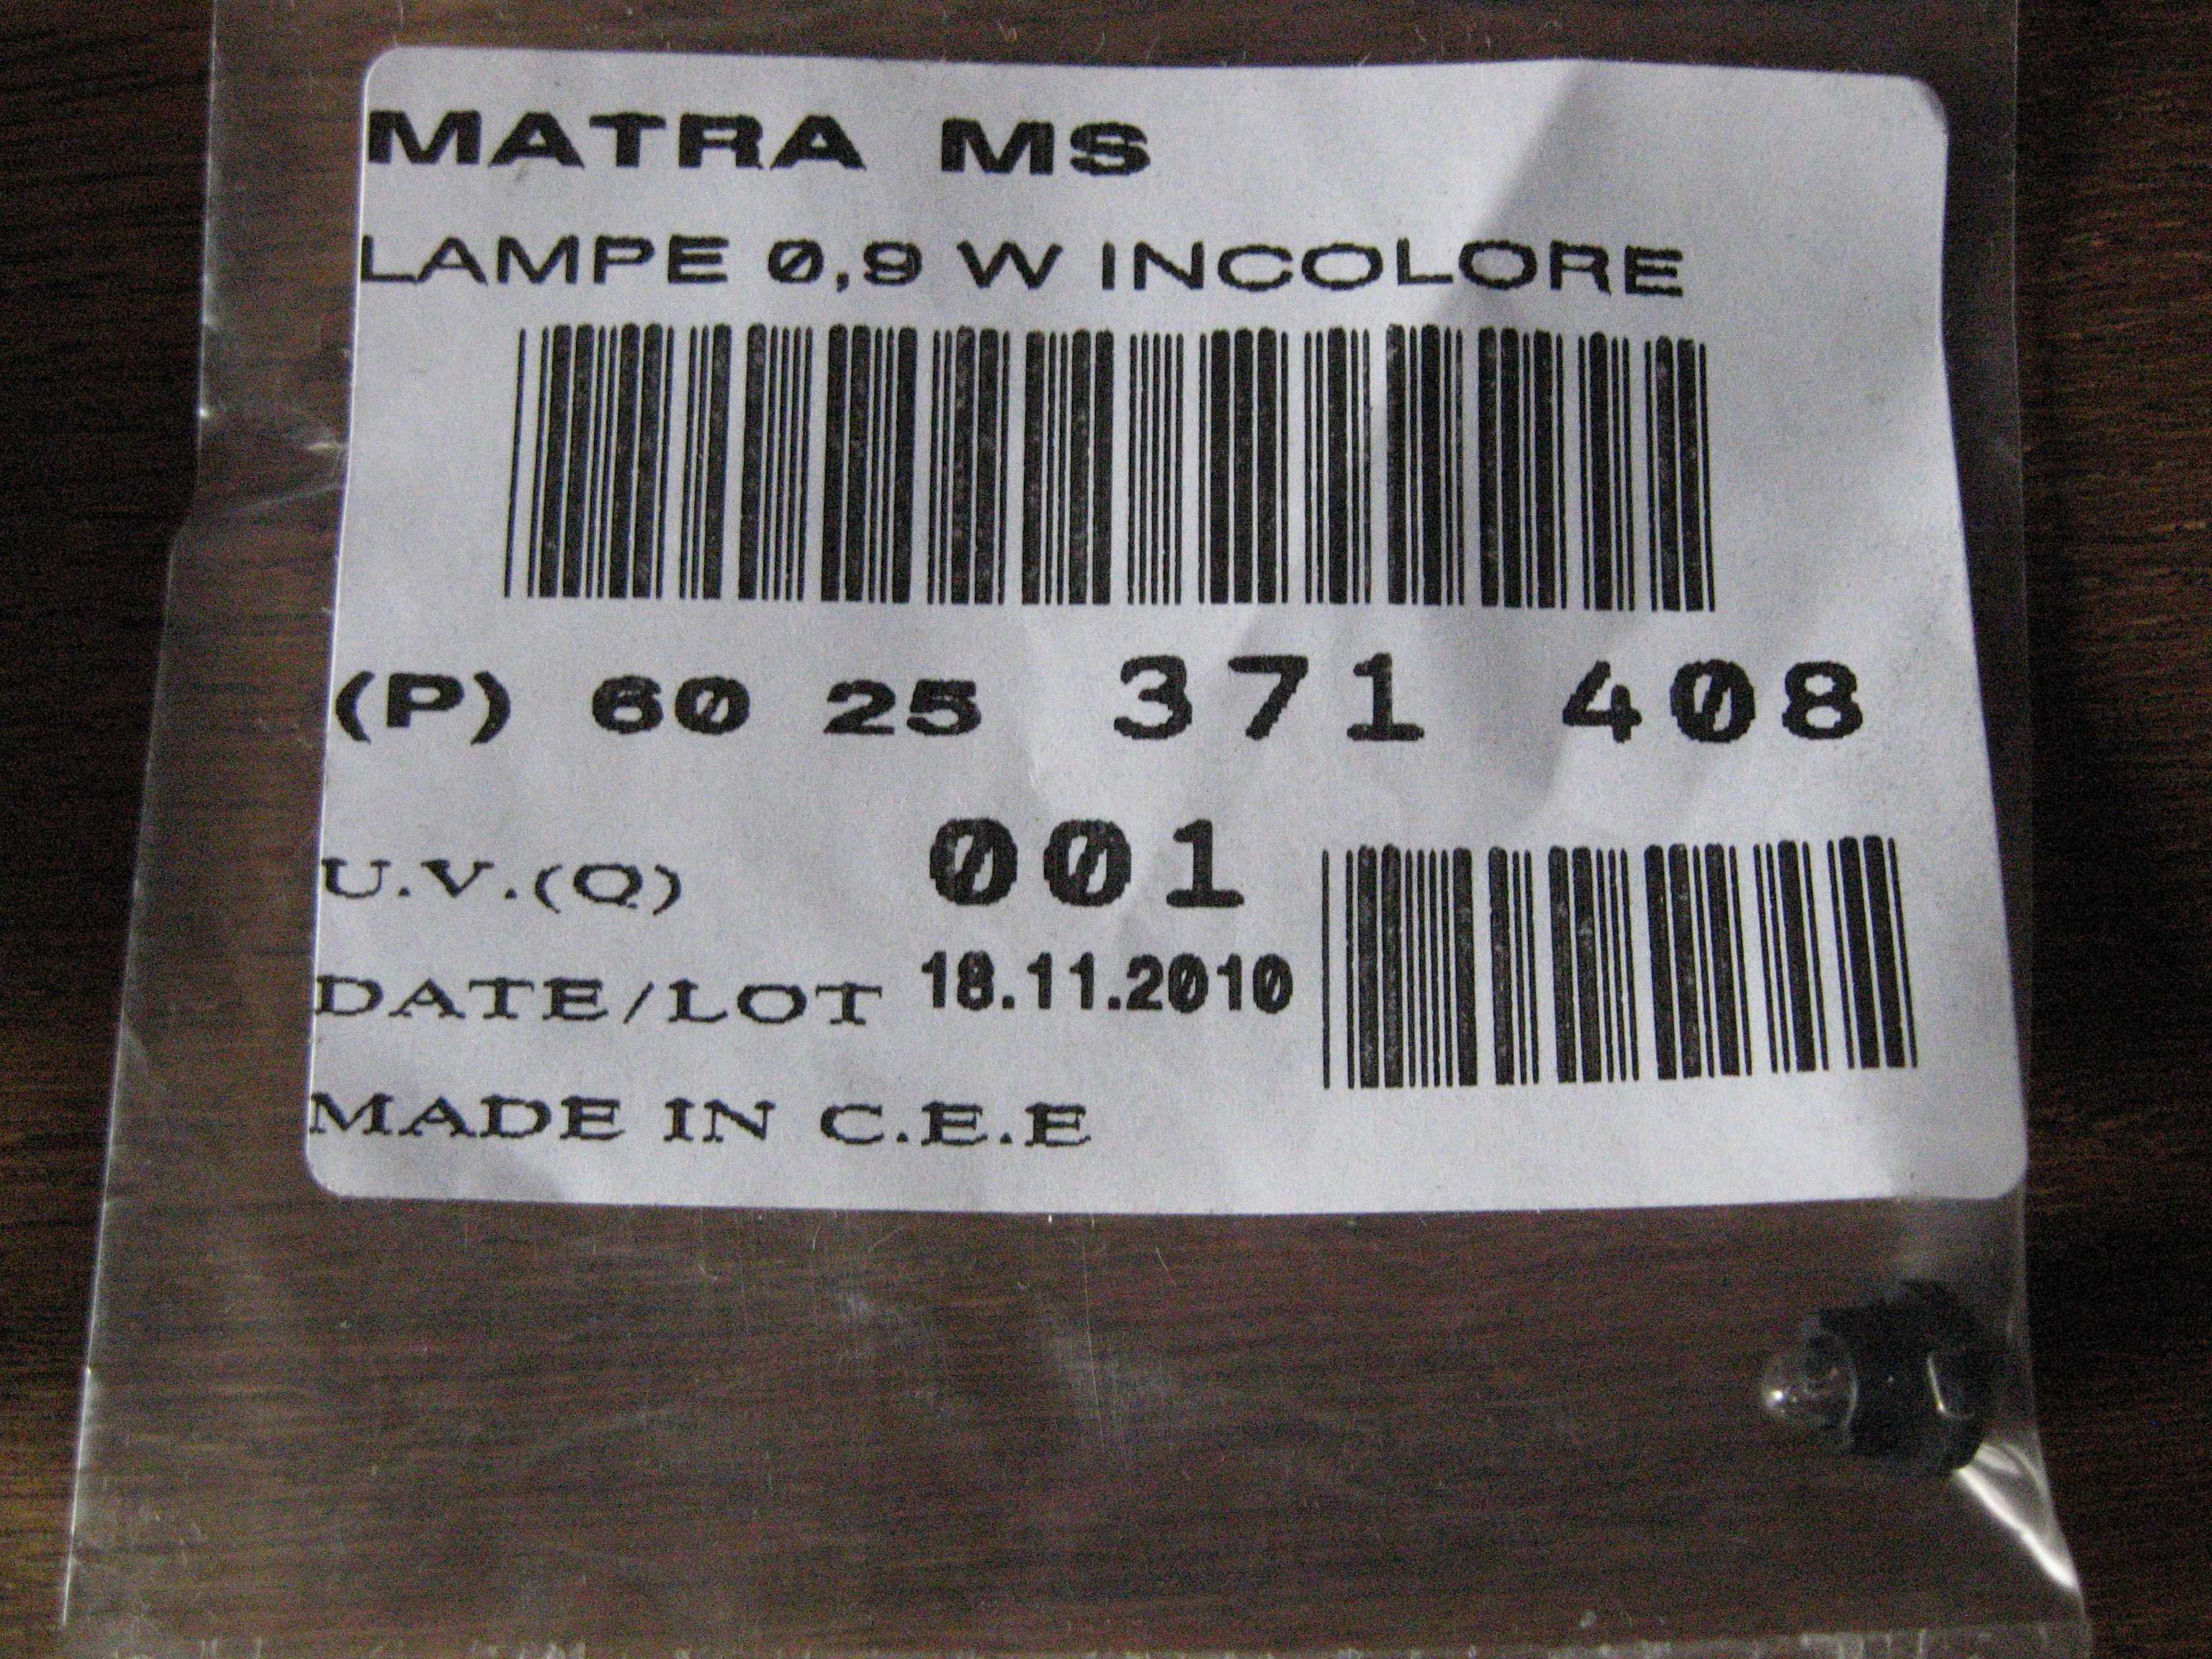 MATRA MS
LAMPE 0,9 W INCOLORE
(P) 60 25 371 408
U.V.(Q) 001
DATE/LOT 18.11.2010
MADE IN C.E.E